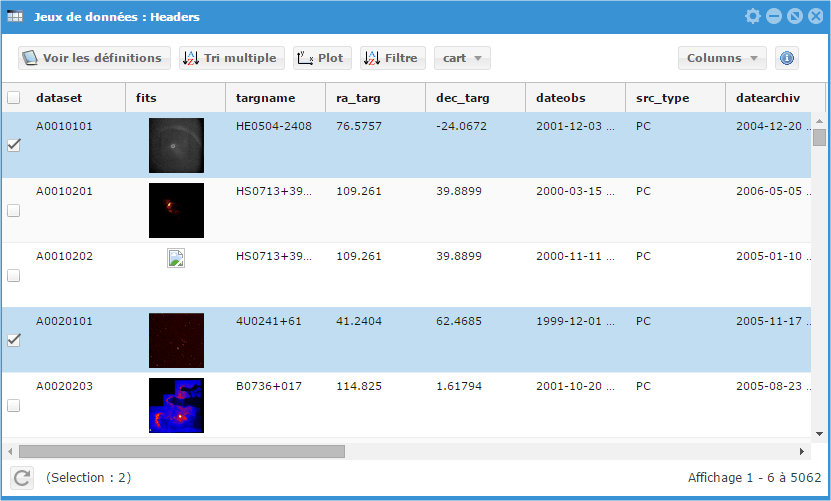 Jeux de données : Headers
Voir les définitions Tri multiple Plot Filtre cart Columns
dataset fits targname ra_targ dec_targ dateobs src_type datearchiv
A0010101 HE0504-2408 76.5757 -24.0672 2001-12-03 ... PC 2004-12-20 ..
A0010201 HS0713+39... 109.261 39.8899 2000-03-15 ... PC 2006-05-05 ..
A0010202 HS0713+39... 109.261 39.8899 2000-11-11 ... PC 2005-01-10 ..
A0020101 4U0241+61 41.2404 62.4685 1999-12-01 ... PC 2005-11-17 ..
A0020203 B0736+017 114.825 1.61794 2001-10-20 ... PC 2005-08-23 ..
(Selection : 2) Affichage 1 - 6 à 5062